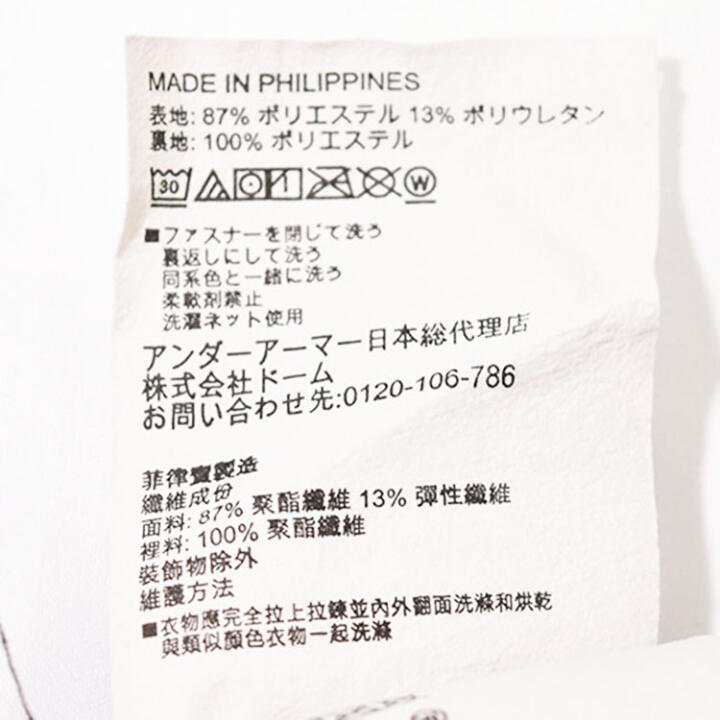 MADE IN PHILIPPINES
表地: 87% ポリエステル 13% ポリウレタン
裏地: 100% ポリエステル
30 W
■ファスナーを閉じて洗う
裏返しにして洗う
同系色と一緒に洗う
柔軟剤禁止
洗濯ネット使用
アンダーアーマー日本総代理店
株式会社ドーム
お問い合わせ先:0120-106-786
菲律賓製造
纖維成份
面料: 87% 聚酯纖維 13% 彈性纖維
裡料: 100% 聚酯纖維
裝飾物除外
維護方法
■衣物應完全拉上拉鍊並內外翻面洗滌和烘乾
與類似顏色衣物一起洗滌